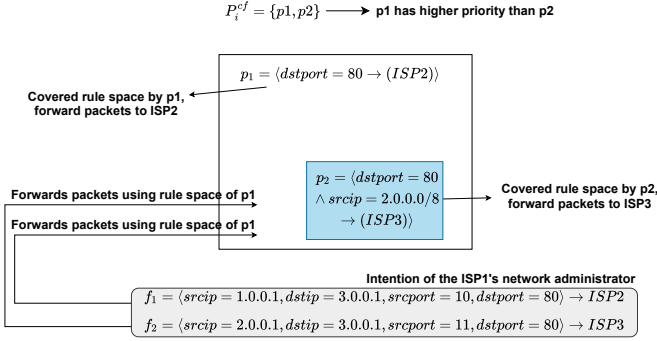 P_i^{cf} = {p1, p2} ⟶ p1 has higher priority than p2
p_1 = ⟨dstport = 80 → (ISP2)⟩
Covered rule space by p1,
forward packets to ISP2
p_2 = ⟨dstport = 80
∧ srcip = 2.0.0.0/8
→ (ISP3)⟩
Covered rule space by p2,
forward packets to ISP3
Forwards packets using rule space of p1
Forwards packets using rule space of p1
Intention of the ISP1's network administrator
f_1 = ⟨srcip = 1.0.0.1, dstip = 3.0.0.1, srcport = 10, dstport = 80⟩ → ISP2
f_2 = ⟨srcip = 2.0.0.1, dstip = 3.0.0.1, srcport = 11, dstport = 80⟩ → ISP3